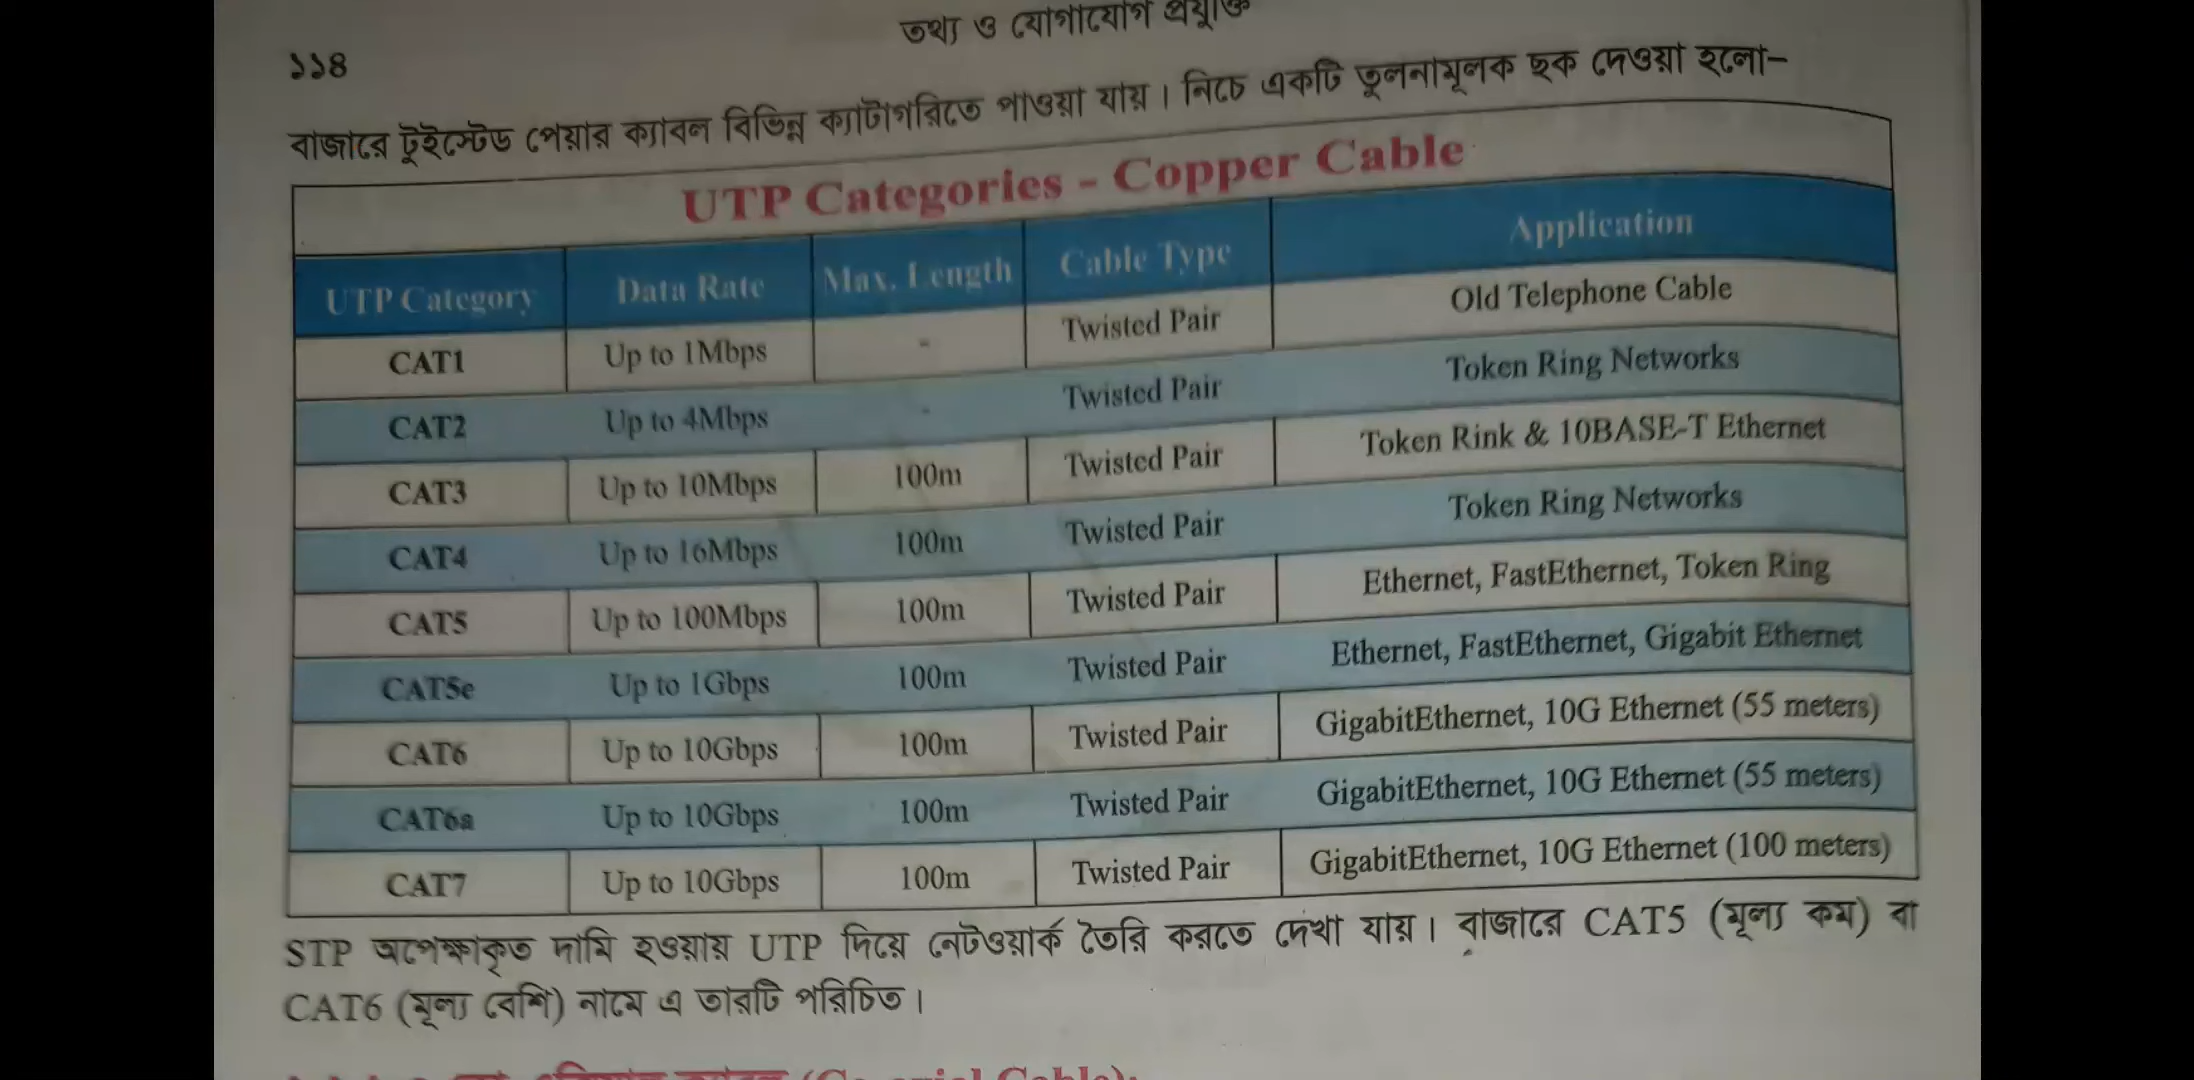 তথ্য ও যোগাযোগ প্রযুক্তি
১১৪
বাজারে টুইস্টেড পেয়ার ক্যাবল বিভিন্ন ক্যাটাগরিতে পাওয়া যায়। নিচে একটি তুলনামূলক ছক দেওয়া হলো–
UTP Categories - Copper Cable
UTP Category Data Rate Max. Length Cable Type Application
CAT1 Up to 1Mbps - Twisted Pair Old Telephone Cable
CAT2 Up to 4Mbps - Twisted Pair Token Ring Networks
CAT3 Up to 10Mbps 100m Twisted Pair Token Rink & 10BASE-T Ethernet
CAT4 Up to 16Mbps 100m Twisted Pair Token Ring Networks
CAT5 Up to 100Mbps 100m Twisted Pair Ethernet, FastEthernet, Token Ring
CAT5e Up to 1Gbps 100m Twisted Pair Ethernet, FastEthernet, Gigabit Ethernet
CAT6 Up to 10Gbps 100m Twisted Pair GigabitEthernet, 10G Ethernet (55 meters)
CAT6a Up to 10Gbps 100m Twisted Pair GigabitEthernet, 10G Ethernet (55 meters)
CAT7 Up to 10Gbps 100m Twisted Pair GigabitEthernet, 10G Ethernet (100 meters)
STP অপেক্ষাকৃত দামি হওয়ায় UTP দিয়ে নেটওয়ার্ক তৈরি করতে দেখা যায়। বাজারে CAT5 (মূল্য কম) বা
CAT6 (মূল্য বেশি) নামে এ তারটি পরিচিত।
(Co-axial Cable):